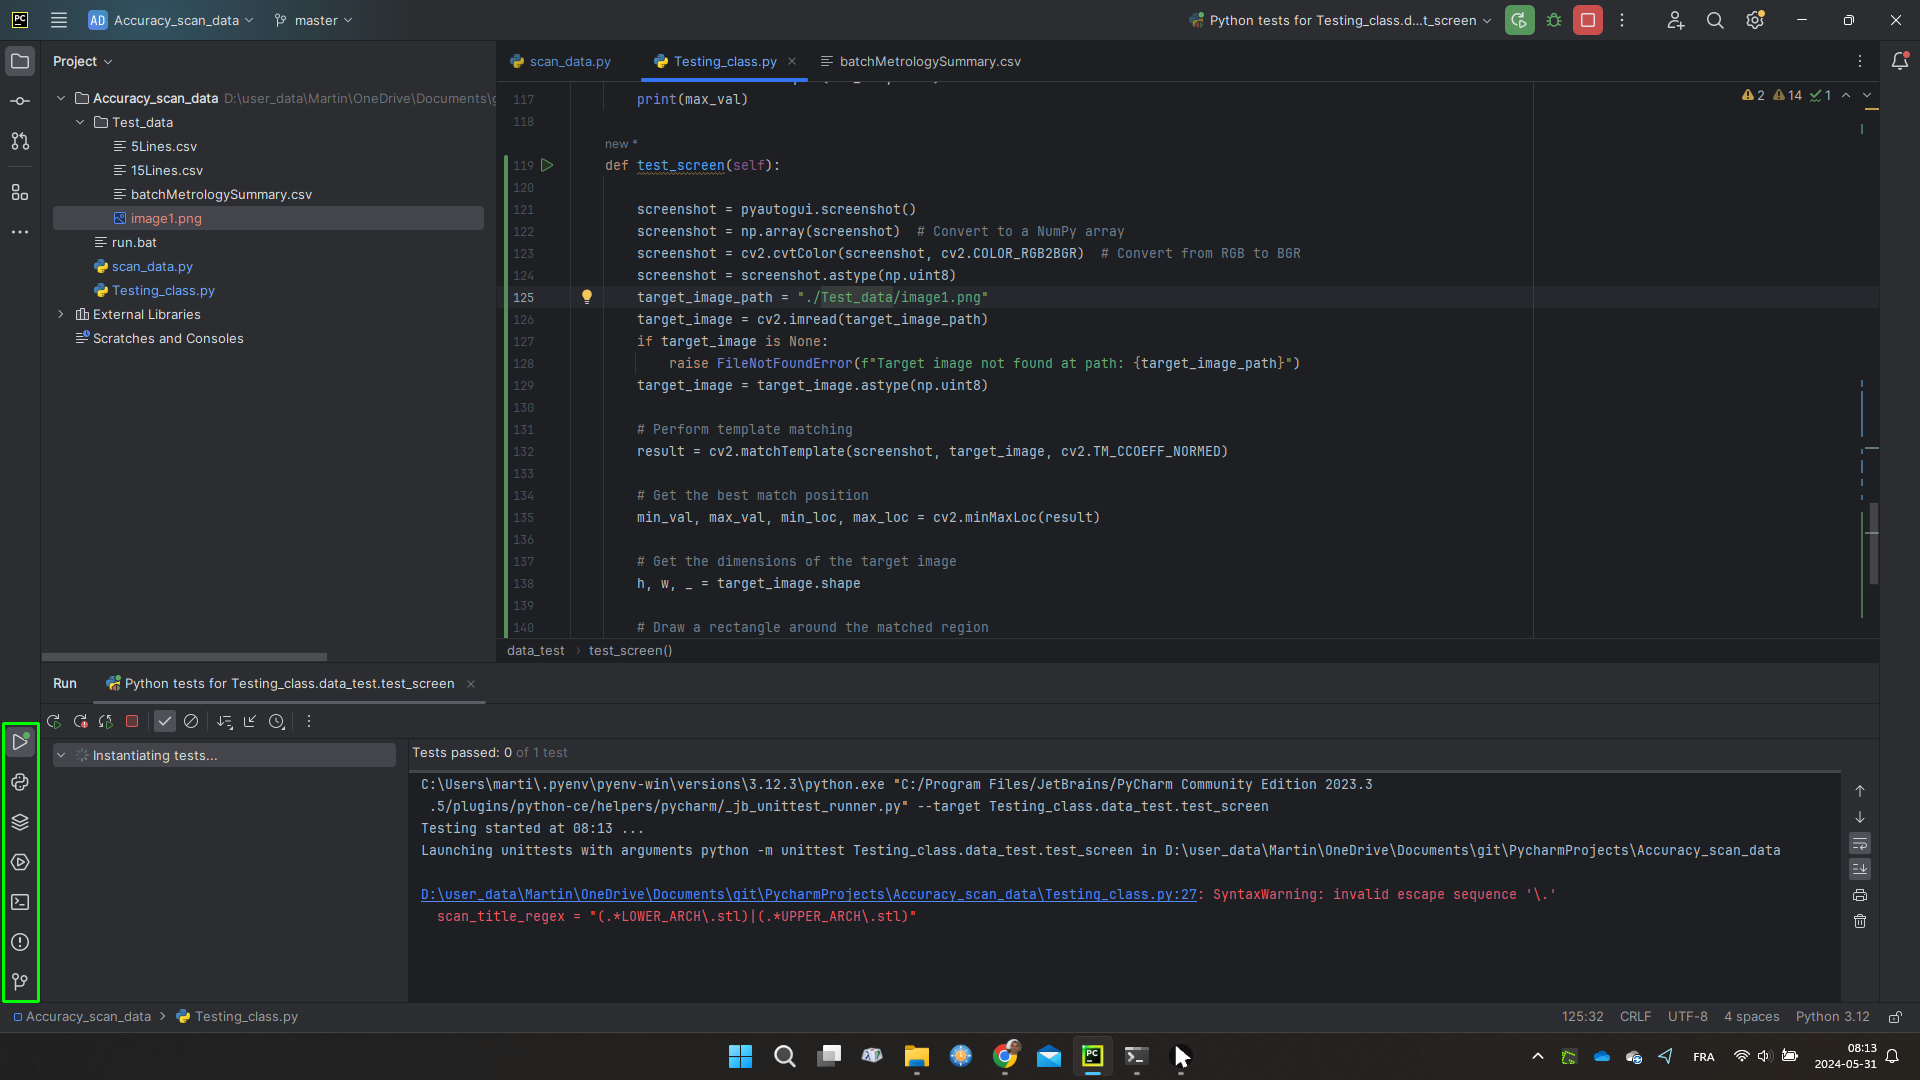 PC AD Accuracy_scan_data master Python tests for Testing_class.d...t_screen
Project
scan_data.py Testing_class.py batchMetrologySummary.csv
Accuracy_scan_data D:\user_data\Martin\OneDrive\Documents\g
Test_data
5Lines.csv
15Lines.csv
batchMetrologySummary.csv
image1.png
run.bat
scan_data.py
Testing_class.py
External Libraries
Scratches and Consoles
2 14 1
117 print(max_val)
118
new *
119 def test_screen(self):
120
121 screenshot = pyautogui.screenshot()
122 screenshot = np.array(screenshot)  # Convert to a NumPy array
123 screenshot = cv2.cvtColor(screenshot, cv2.COLOR_RGB2BGR)  # Convert from RGB to BGR
124 screenshot = screenshot.astype(np.uint8)
125 target_image_path = "./Test_data/image1.png"
126 target_image = cv2.imread(target_image_path)
127 if target_image is None:
128 raise FileNotFoundError(f"Target image not found at path: {target_image_path}")
129 target_image = target_image.astype(np.uint8)
130
131 # Perform template matching
132 result = cv2.matchTemplate(screenshot, target_image, cv2.TM_CCOEFF_NORMED)
133
134 # Get the best match position
135 min_val, max_val, min_loc, max_loc = cv2.minMaxLoc(result)
136
137 # Get the dimensions of the target image
138 h, w, _ = target_image.shape
139
140 # Draw a rectangle around the matched region
data_test > test_screen()
Run Python tests for Testing_class.data_test.test_screen
Instantiating tests...
Tests passed: 0 of 1 test
C:\Users\marti\.pyenv\pyenv-win\versions\3.12.3\python.exe "C:/Program Files/JetBrains/PyCharm Community Edition 2023.3
.5/plugins/python-ce/helpers/pycharm/_jb_unittest_runner.py" --target Testing_class.data_test.test_screen
Testing started at 08:13 ...
Launching unittests with arguments python -m unittest Testing_class.data_test.test_screen in D:\user_data\Martin\OneDrive\Documents\git\PycharmProjects\Accuracy_scan_data
D:\user_data\Martin\OneDrive\Documents\git\PycharmProjects\Accuracy_scan_data\Testing_class.py:27: SyntaxWarning: invalid escape sequence '\.'
scan_title_regex = "(.*LOWER_ARCH\.stl)|(.*UPPER_ARCH\.stl)"
Accuracy_scan_data > Testing_class.py
125:32 CRLF UTF-8 4 spaces Python 3.12
PC
FRA
08:13
2024-05-31